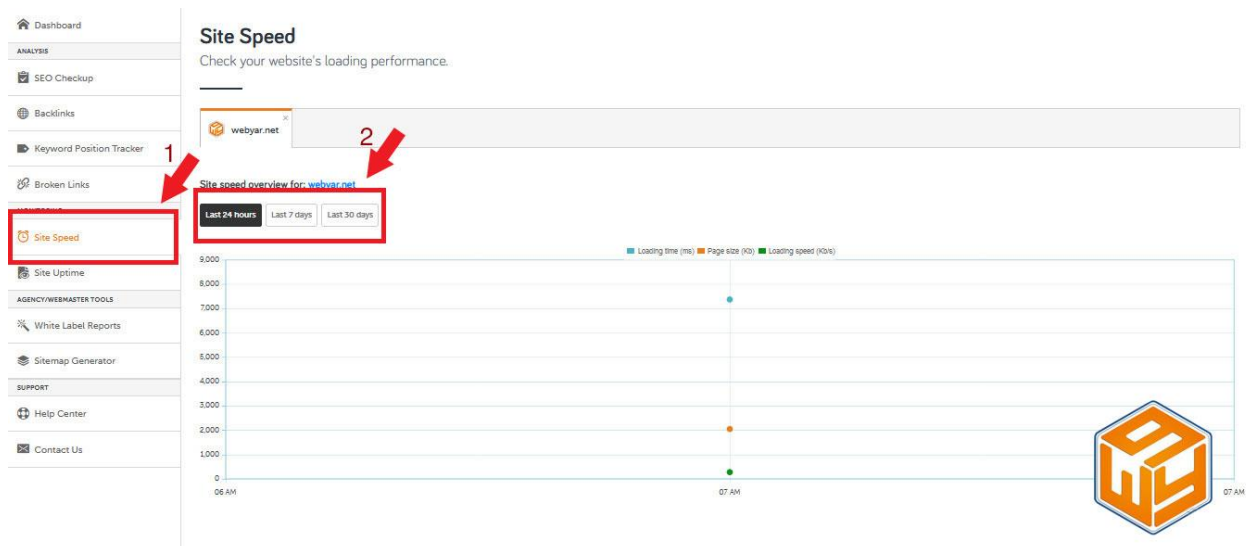 Dashboard
ANALYSIS
SEO Checkup
Backlinks
Keyword Position Tracker
Broken Links
MONITORING
Site Speed
Site Uptime
AGENCY/WEBMASTER TOOLS
White Label Reports
Sitemap Generator
SUPPORT
Help Center
Contact Us
1
Site Speed
Check your website's loading performance.
webyar.net
2
Site speed overview for: webyar.net
Last 24 hours Last 7 days Last 30 days
Loading time (ms) Page size (Kb) Loading speed (Kb/s)
9,000
8,000
7,000
6,000
5,000
4,000
3,000
2,000
1,000
0
06 AM 07 AM 07 AM